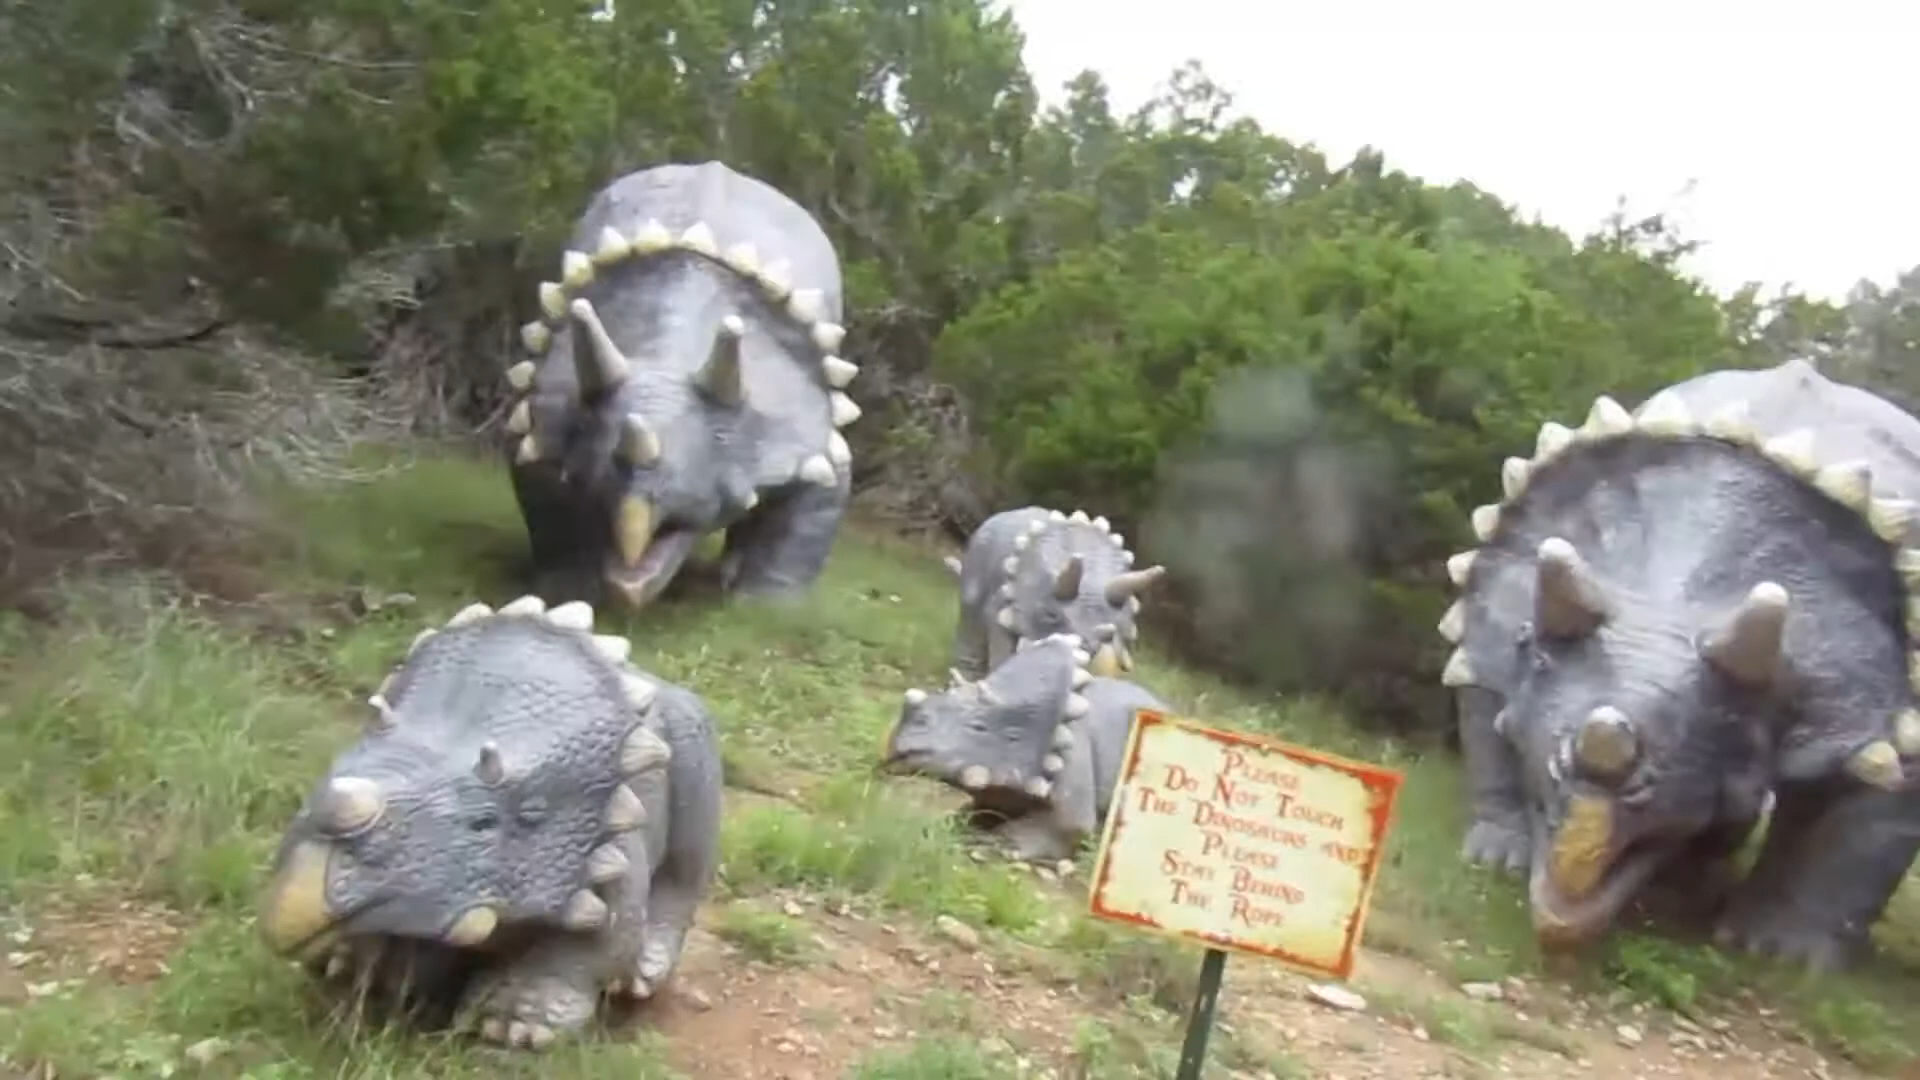 Please
Do Not Touch
The Dinosaurs and
Please
Stay Behind
The Rope